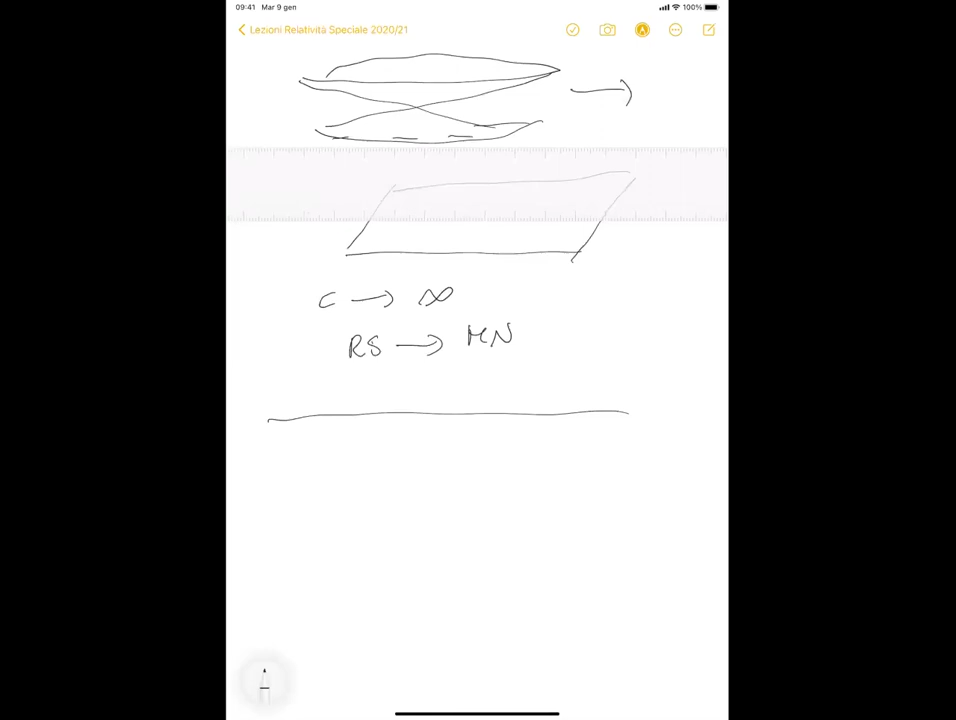 09:41 Mar 9 gen 100%
Lezioni Relatività Speciale 2020/21
c → ∞
RS → MN